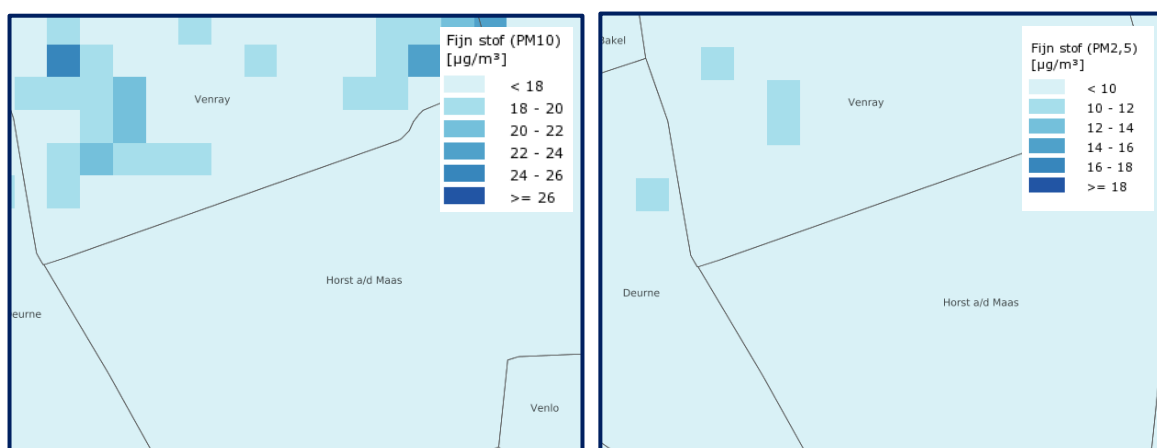 Fijn stof (PM10)
[µg/m³]
< 18
18 - 20
20 - 22
22 - 24
24 - 26
>= 26
Venray
Horst a/d Maas
eurne
Venlo
Fijn stof (PM2,5)
[µg/m³]
< 10
10 - 12
12 - 14
14 - 16
16 - 18
>= 18
Bakel
Venray
Deurne
Horst a/d Maas